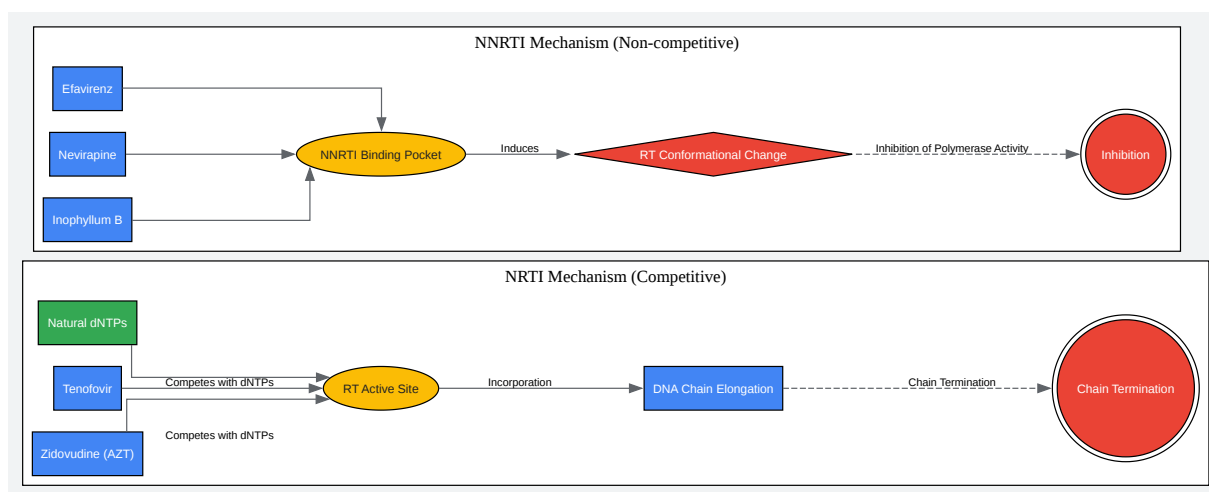 NNRTI Mechanism (Non-competitive)
Efavirenz
Nevirapine
NNRTI Binding Pocket
Induces
RT Conformational Change
Inhibition of Polymerase Activity
Inhibition
Inophyllum B
NRTI Mechanism (Competitive)
Natural dNTPs
Tenofovir
Competes with dNTPs
RT Active Site
Incorporation
DNA Chain Elongation
Chain Termination
Chain Termination
Competes with dNTPs
Zidovudine (AZT)